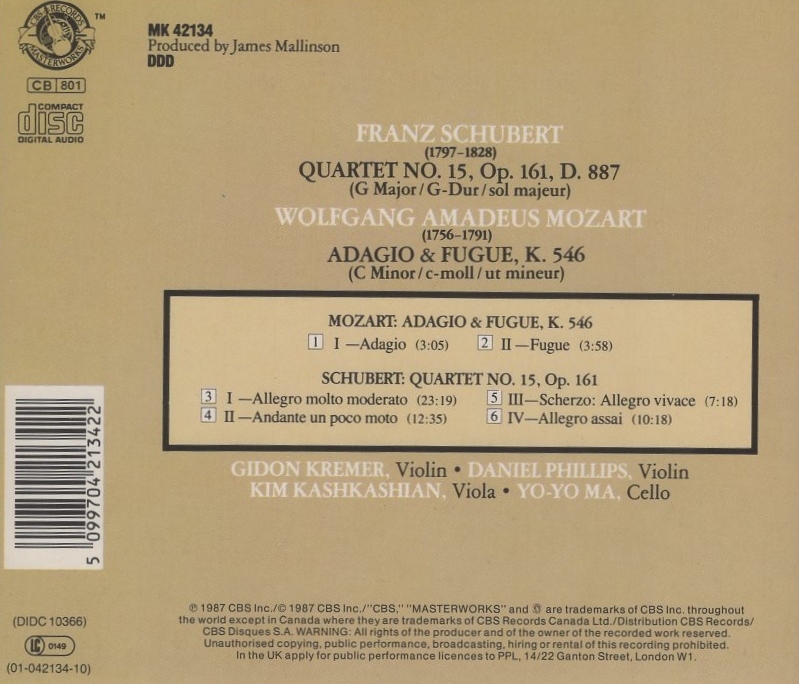 CBS RECORDS
MASTERWORKS
TM
MK 42134
Produced by James Mallinson
DDD
CB 801
COMPACT
disc
DIGITAL AUDIO
FRANZ SCHUBERT
(1797–1828)
QUARTET NO. 15, Op. 161, D. 887
(G Major/G-Dur/sol majeur)
WOLFGANG AMADEUS MOZART
(1756–1791)
ADAGIO & FUGUE, K. 546
(C Minor/c-moll/ut mineur)
MOZART: ADAGIO & FUGUE, K. 546
1 I—Adagio (3:05) 2 II—Fugue (3:58)
SCHUBERT: QUARTET NO. 15, Op. 161
3 I—Allegro molto moderato (23:19) 5 III—Scherzo: Allegro vivace (7:18)
4 II—Andante un poco moto (12:35) 6 IV—Allegro assai (10:18)
GIDON KREMER, Violin • DANIEL PHILLIPS, Violin
KIM KASHKASHIAN, Viola • YO-YO MA, Cello
5 099704 213422
℗ 1987 CBS Inc./© 1987 CBS Inc./"CBS," "MASTERWORKS" and are trademarks of CBS Inc. throughout
the world except in Canada where they are trademarks of CBS Records Canada Ltd./Distribution CBS Records/
CBS Disques S.A. WARNING: All rights of the producer and of the owner of the recorded work reserved.
Unauthorised copying, public performance, broadcasting, hiring or rental of this recording prohibited.
In the UK apply for public performance licences to PPL, 14/22 Ganton Street, London W1.
(DIDC 10366)
LC 0149
(01-042134-10)